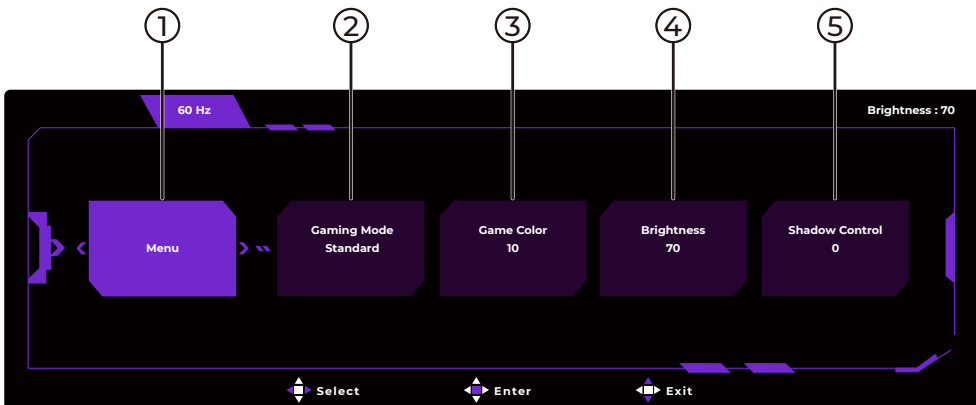 ① ② ③ ④ ⑤
60 Hz
Brightness : 70
Menu
Gaming Mode
Standard
Game Color
10
Brightness
70
Shadow Control
0
Select
Enter
Exit